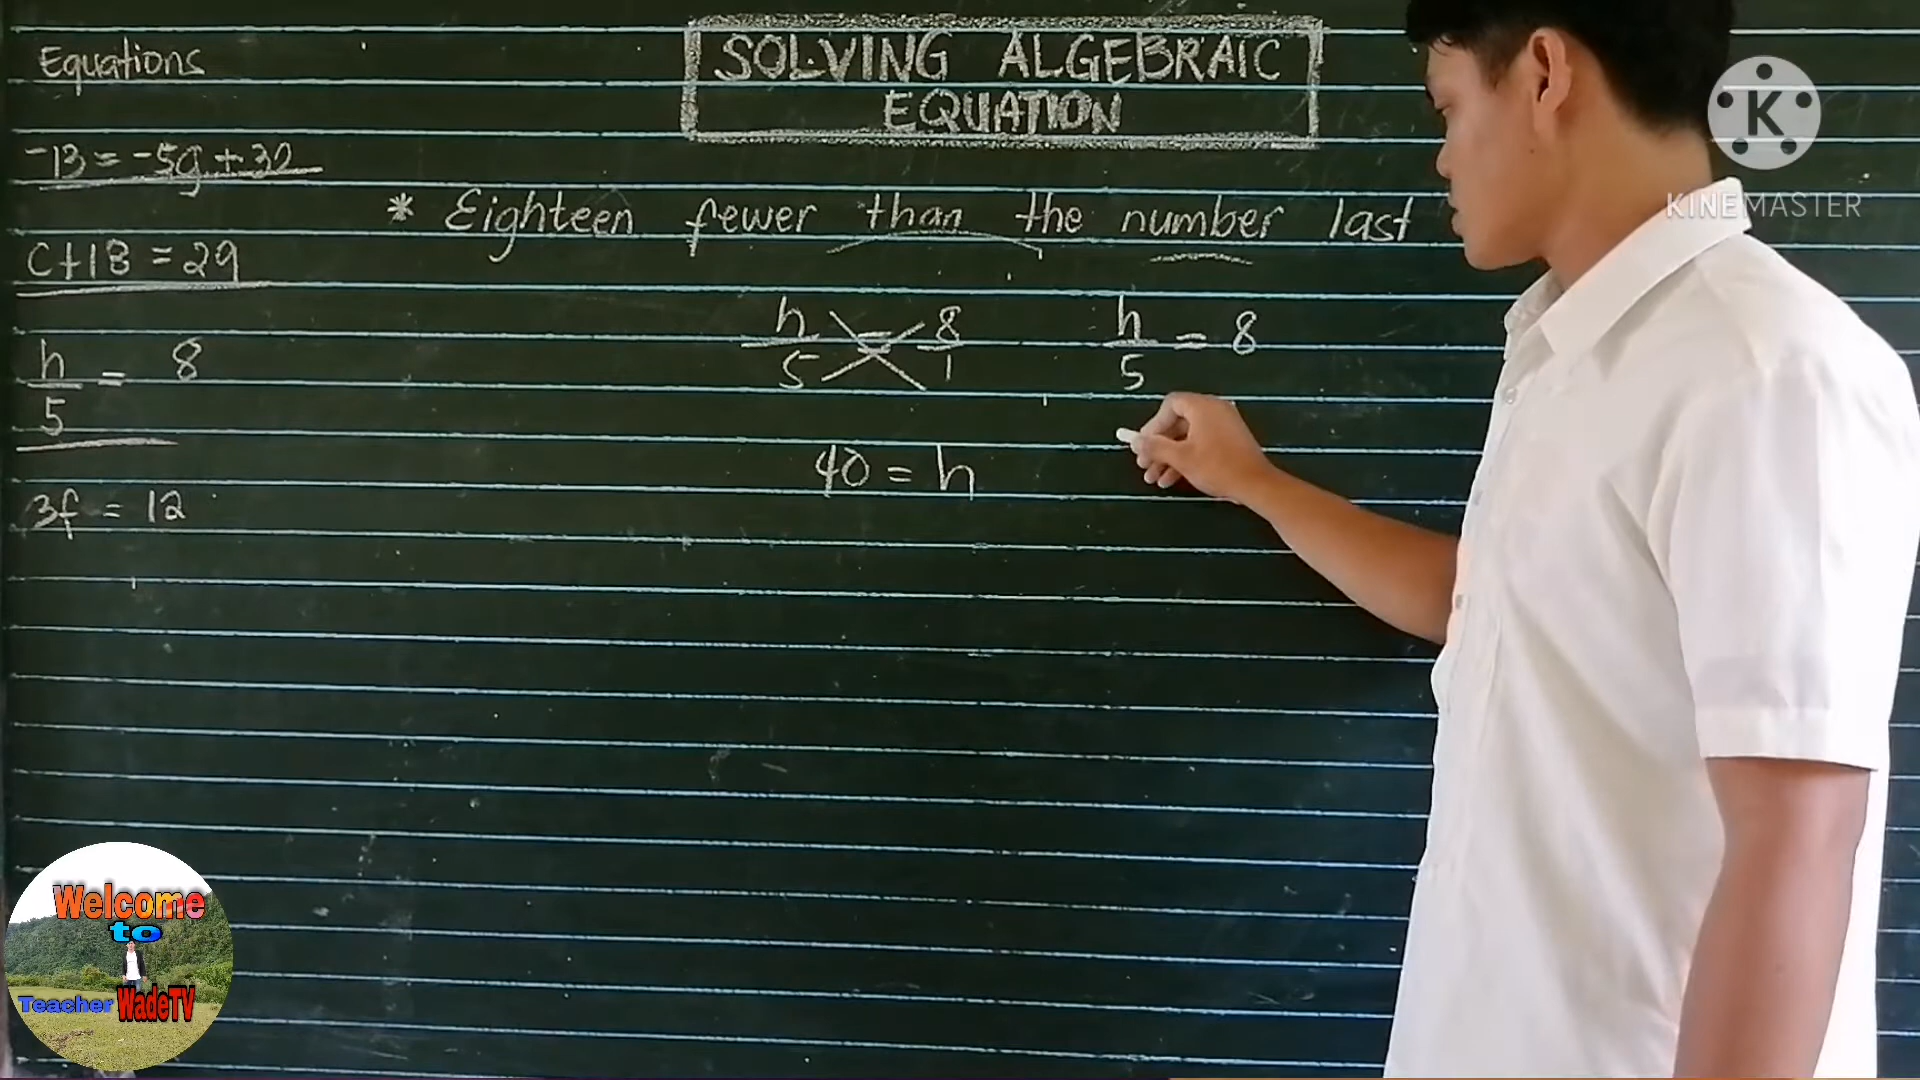 SOLVING ALGEBRAIC
EQUATION
Equations
-13 = -5g + 32
C + 18 = 29
h/5 = 8
3f = 12
* Eighteen fewer than the number last
h/5 = 8/1
h/5 = 8
40 = h
K
KINEMASTER
Welcome
to
Teacher WadeTV